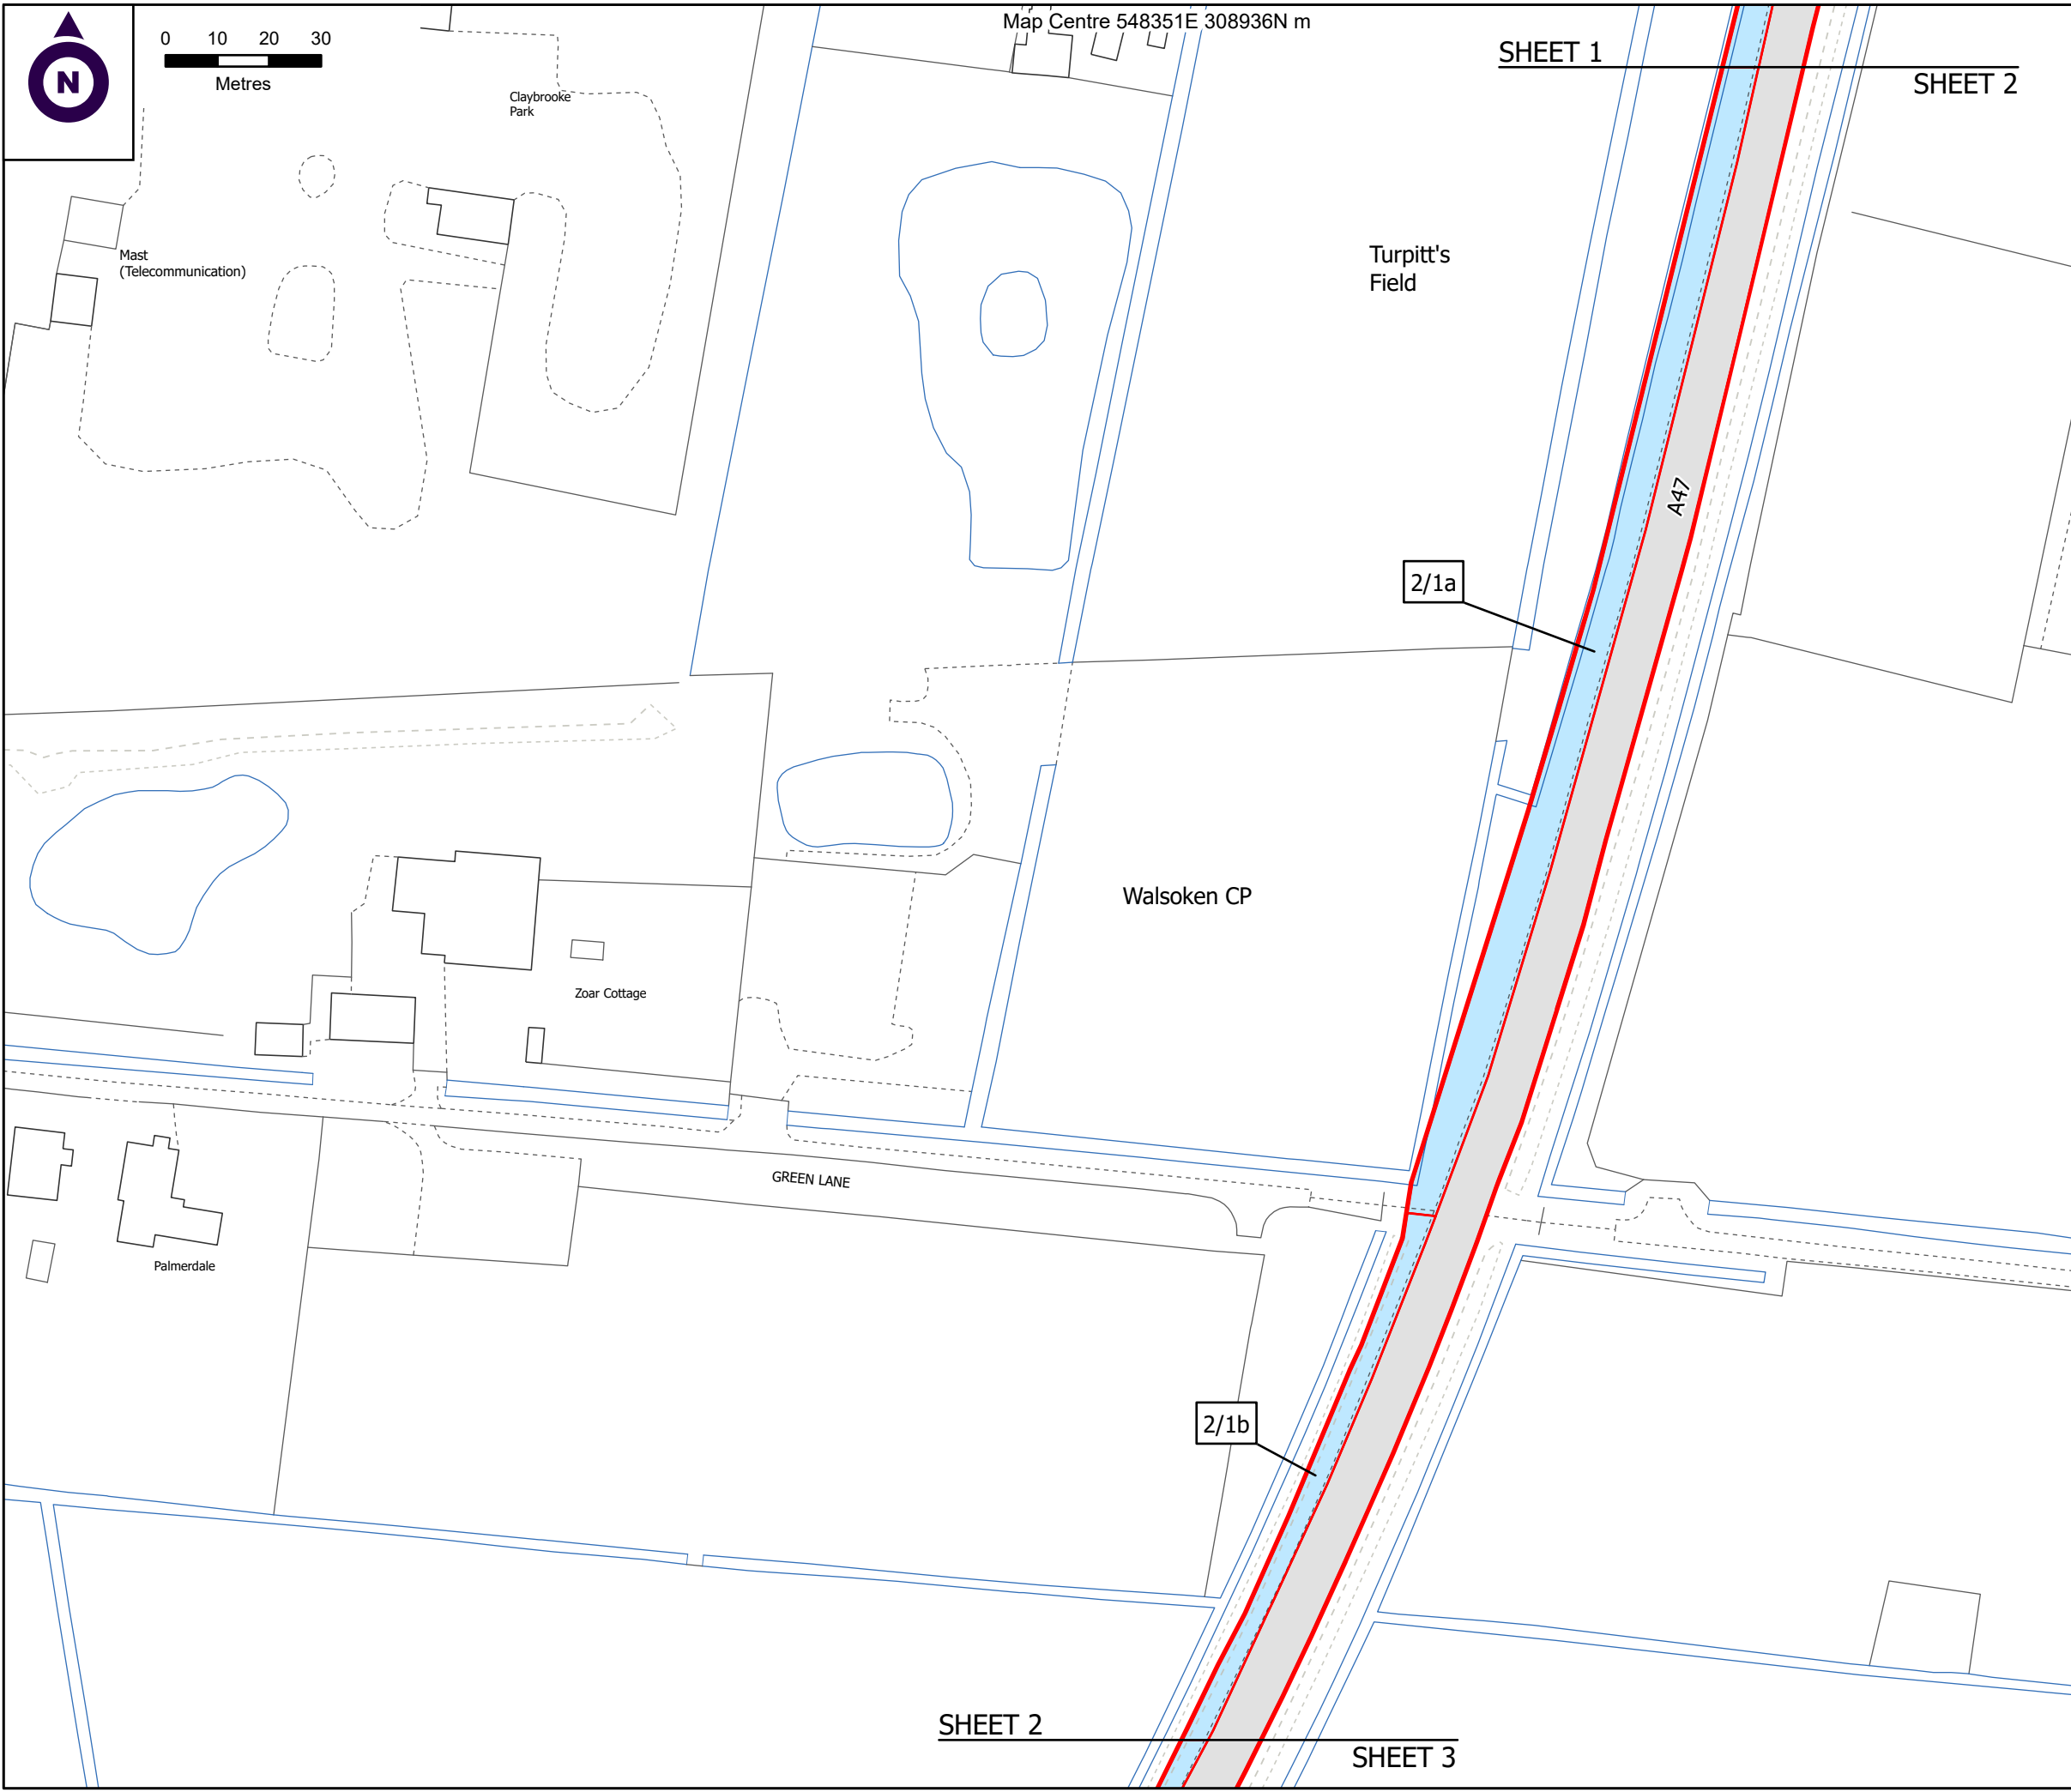 Map Centre 548351E 308936N m
N
0 10 20 30
Metres
SHEET 1
SHEET 2
Claybrooke
Park
Mast
(Telecommunication)
Turpitt's
Field
A47
2/1a
Walsoken CP
Zoar Cottage
GREEN LANE
Palmerdale
2/1b
SHEET 2
SHEET 3